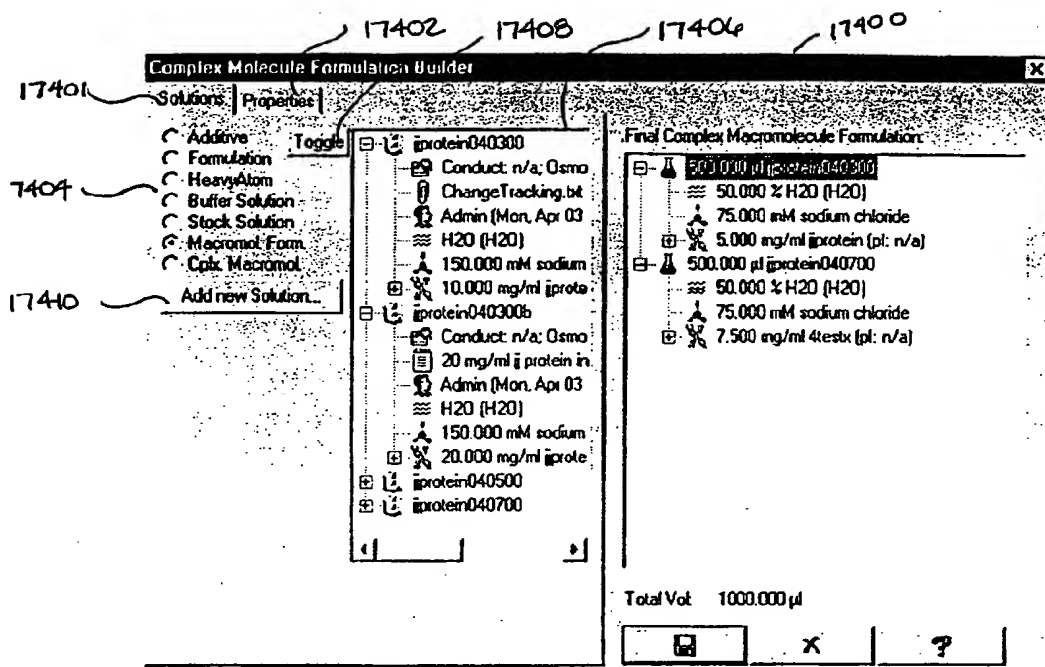 17402 17408 17406 17400
Complex Molecule Formulation Builder
17401
Solutions Properties
Additive
Formulation
HeavyAtom
7404
Buffer Solution
Stock Solution
Macromol. Form.
Cplx. Macromol.
17410
Add new Solution...
Toggle
jjprotein040300
Conduct: n/a; Osmo
ChangeTracking.txt
Admin (Mon, Apr 03
H2O (H2O)
150.000 mM sodium
10.000 mg/ml jjprote
jjprotein040300b
Conduct: n/a; Osmo
20 mg/ml jj protein in
Admin (Mon, Apr 03
H2O (H2O)
150.000 mM sodium
20.000 mg/ml jjprote
jjprotein040500
jjprotein040700
Final Complex Macromolecule Formulation:
500.000 µl jjprotein040300
50.000 % H2O (H2O)
75.000 mM sodium chloride
5.000 mg/ml jjprotein (pI: n/a)
500.000 µl jjprotein040700
50.000 % H2O (H2O)
75.000 mM sodium chloride
7.500 mg/ml 4testx (pI: n/a)
Total Vol: 1000.000 µl
X ?